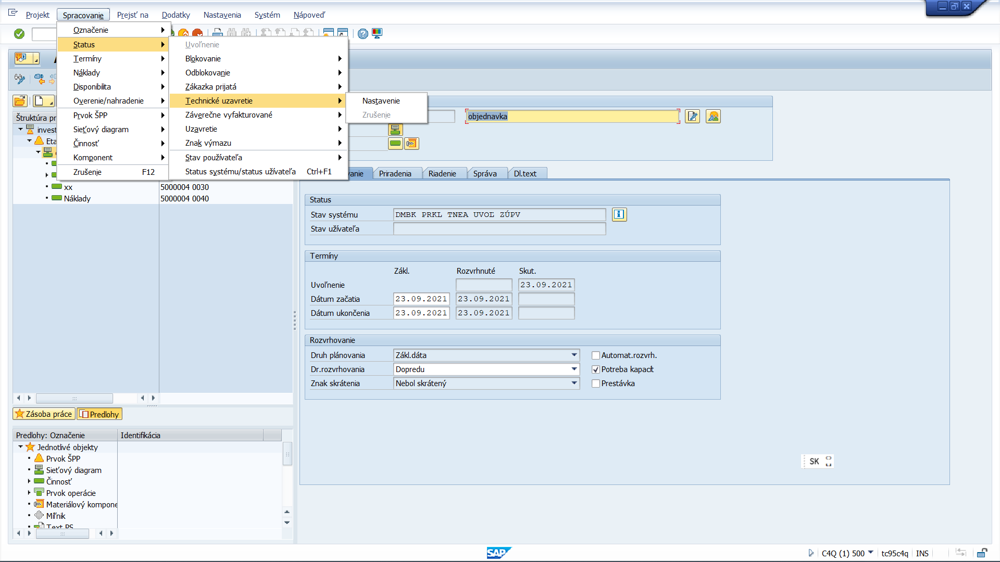 Projekt Spracovanie Prejsť na Dodatky Nastavenia Systém Nápoveď
Označenie
Status
Termíny
Náklady
Disponibilita
Overenie/nahradenie
Prvok ŠPP
Sieťový diagram
Činnosť
Komponent
Zrušenie F12
Uvoľnenie
Blokovanie
Odblokovanie
Zákazka prijatá
Technické uzavretie
Záverečne vyfakturované
Uzavretie
Znak výmazu
Stav používateľa
Status systému/status užívateľa Ctrl+F1
Nastavenie
Zrušenie
objednavka
Štruktúra pr
invest
Eta
xx 5000004 0030
Náklady 5000004 0040
vanie Priradenia Riadenie Správa Dl.text
Status
Stav systému DMBK PRKL TNEA UVOĽ ZÚPV
Stav užívateľa
Termíny
Zákl. Rozvrhnuté Skut.
Uvoľnenie 23.09.2021
Dátum začatia 23.09.2021 23.09.2021
Dátum ukončenia 23.09.2021 23.09.2021
Rozvrhovanie
Druh plánovania Zákl.dáta Automat.rozvrh.
Dr.rozvrhovania Dopredu Potreba kapacít
Znak skrátenia Nebol skrátený Prestávka
Zásoba práce Predlohy
Predlohy: Označenie Identifikácia
Jednotlivé objekty
Prvok ŠPP
Sieťový diagram
Činnosť
Prvok operácie
Materiálový kompone
Míľnik
Text PS
SK
SAP C4Q (1) 500 tc95c4q INS